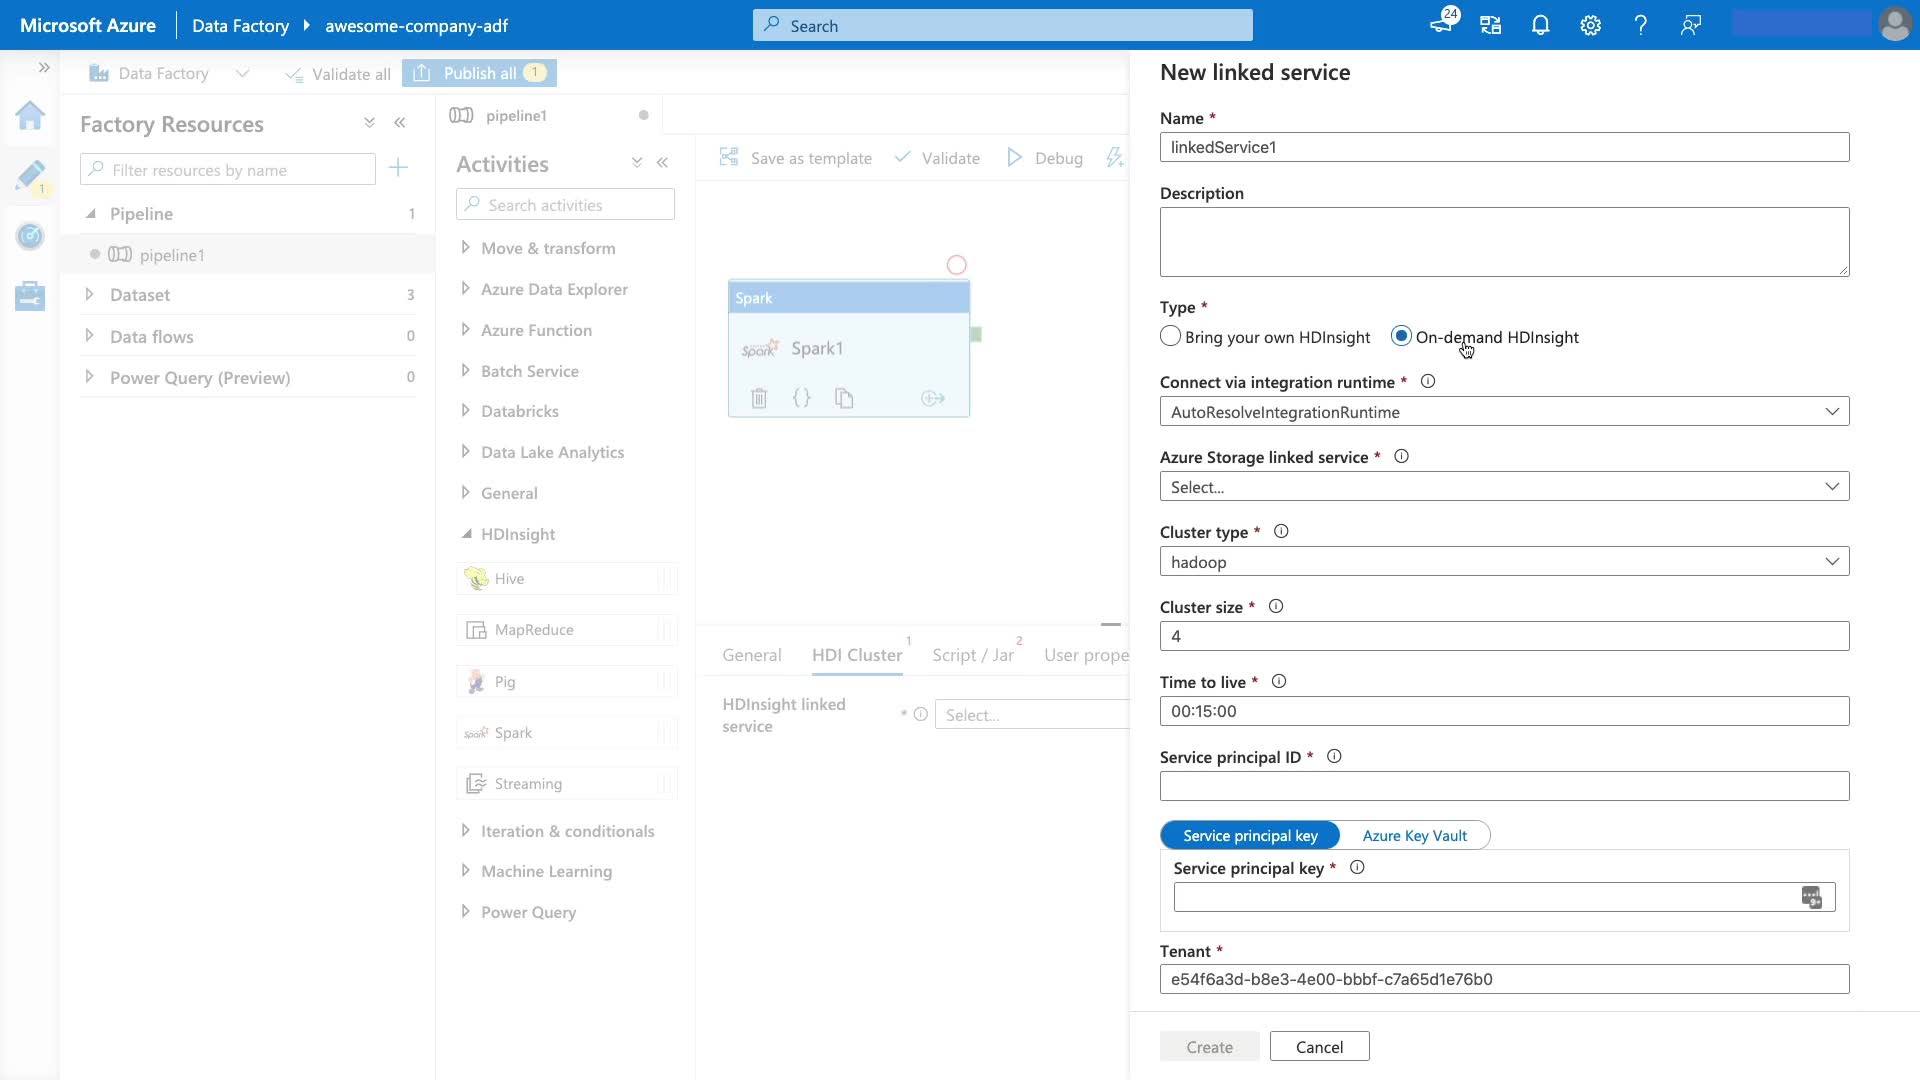 Microsoft Azure
Data Factory
awesome-company-adf
Search
24
Data Factory
Validate all
Publish all
1
Factory Resources
Filter resources by name
1
Pipeline
1
pipeline1
Dataset
3
Data flows
0
Power Query (Preview)
0
pipeline1
Activities
Search activities
Move & transform
Azure Data Explorer
Azure Function
Batch Service
Databricks
Data Lake Analytics
General
HDInsight
Hive
MapReduce
Pig
Spark
Spark
Streaming
Iteration & conditionals
Machine Learning
Power Query
Save as template
Validate
Debug
Spark
Spark
Spark1
{}
General
HDI Cluster
1
Script / Jar
2
User prope
HDInsight linked
service
*
Select...
New linked service
Name *
linkedService1
Description
Type *
Bring your own HDInsight
On-demand HDInsight
Connect via integration runtime *
AutoResolveIntegrationRuntime
Azure Storage linked service *
Select...
Cluster type *
hadoop
Cluster size *
4
Time to live *
00:15:00
Service principal ID *
Service principal key
Azure Key Vault
Service principal key *
9+
Tenant *
e54f6a3d-b8e3-4e00-bbbf-c7a65d1e76b0
Create
Cancel